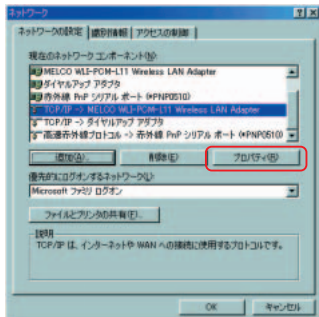 ネットワーク
ネットワークの設定 識別情報 アクセスの制御
現在のネットワーク コンポーネント(N):
MELCO WLI-PCM-L11 Wireless LAN Adapter
ダイヤルアップ アダプタ
赤外線 PnP シリアル ポート (*PNP0510)
TCP/IP -> MELCO WLI-PCM-L11 Wireless LAN Adapter
TCP/IP -> ダイヤルアップ アダプタ
高速赤外線プロトコル -> 赤外線 PnP シリアル ポート (*PNP0510)
追加(A)... 削除(E) プロパティ(R)
優先的にログオンするネットワーク(L):
Microsoft ファミリ ログオン
ファイルとプリンタの共有(F)...
説明
TCP/IP は、インターネットや WAN への接続に使用するプロトコルです。
OK キャンセル